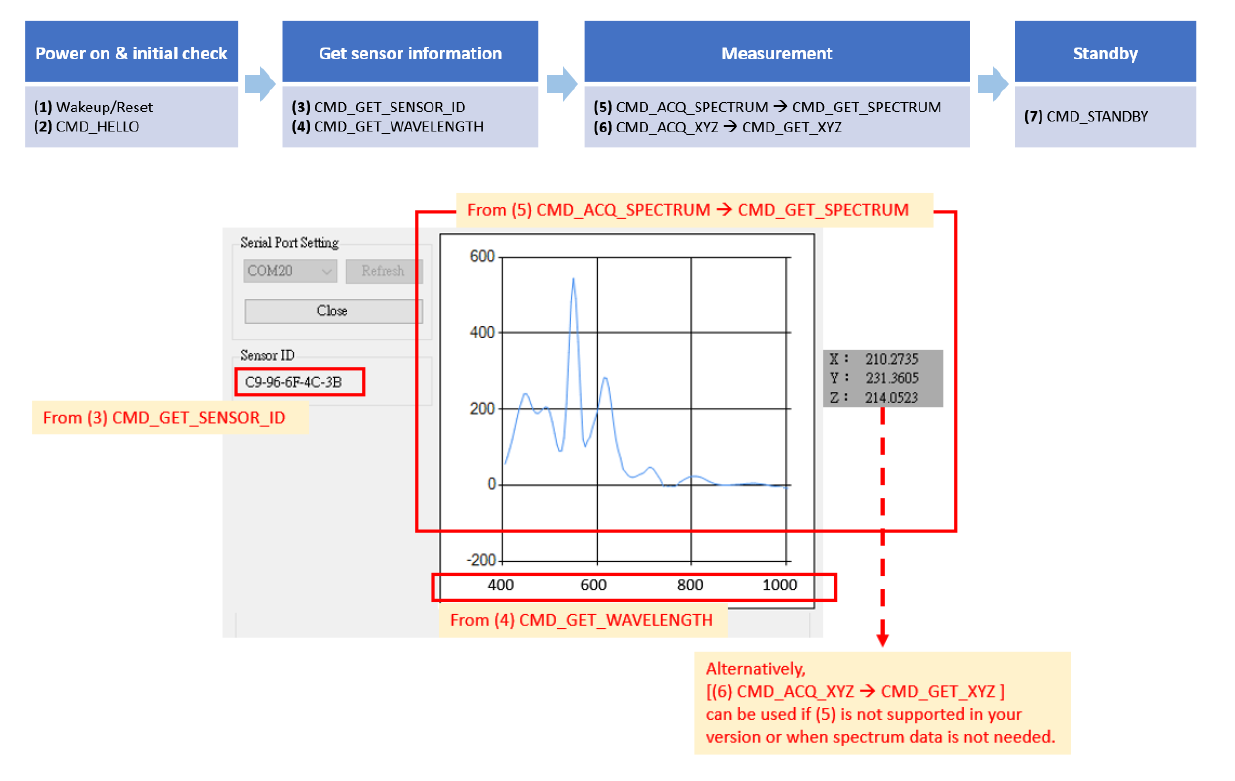 Power on & initial check
Get sensor information
Measurement
Standby
(1) Wakeup/Reset
(2) CMD_HELLO
(3) CMD_GET_SENSOR_ID
(4) CMD_GET_WAVELENGTH
(5) CMD_ACQ_SPECTRUM → CMD_GET_SPECTRUM
(6) CMD_ACQ_XYZ → CMD_GET_XYZ
(7) CMD_STANDBY
From (5) CMD_ACQ_SPECTRUM → CMD_GET_SPECTRUM
Serial Port Setting
COM20
Refresh
Close
Sensor ID
C9-96-6F-4C-3B
From (3) CMD_GET_SENSOR_ID
600
400
200
0
-200
400 600 800 1000
X : 210.2735
Y : 231.3605
Z : 214.0523
From (4) CMD_GET_WAVELENGTH
Alternatively,
[(6) CMD_ACQ_XYZ → CMD_GET_XYZ ]
can be used if (5) is not supported in your
version or when spectrum data is not needed.